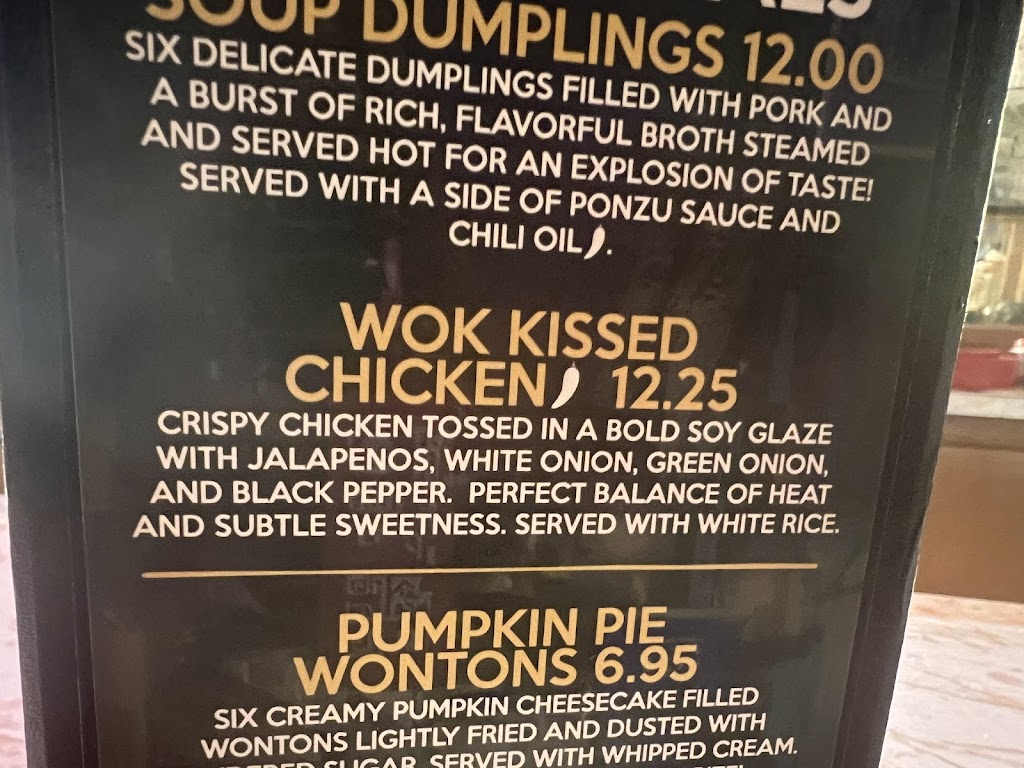 SOUP DUMPLINGS 12.00
SIX DELICATE DUMPLINGS FILLED WITH PORK AND
A BURST OF RICH, FLAVORFUL BROTH STEAMED
AND SERVED HOT FOR AN EXPLOSION OF TASTE!
SERVED WITH A SIDE OF PONZU SAUCE AND
CHILI OIL.
WOK KISSED
CHICKEN 12.25
CRISPY CHICKEN TOSSED IN A BOLD SOY GLAZE
WITH JALAPENOS, WHITE ONION, GREEN ONION,
AND BLACK PEPPER. PERFECT BALANCE OF HEAT
AND SUBTLE SWEETNESS. SERVED WITH WHITE RICE.
PUMPKIN PIE
WONTONS 6.95
SIX CREAMY PUMPKIN CHEESECAKE FILLED
WONTONS LIGHTLY FRIED AND DUSTED WITH
SUGAR. SERVED WITH WHIPPED CREAM.